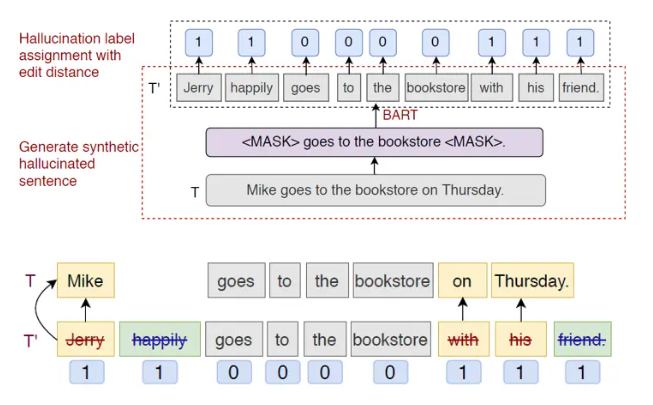 Hallucination label
assignment with
edit distance
1 1 0 0 0 0 1 1 1
T' Jerry happily goes to the bookstore with his friend.
BART
Generate synthetic
hallucinated
sentence
<MASK> goes to the bookstore <MASK>.
T Mike goes to the bookstore on Thursday.
T Mike goes to the bookstore on Thursday.
T' Jerry happily goes to the bookstore with his friend.
1 1 0 0 0 0 1 1 1